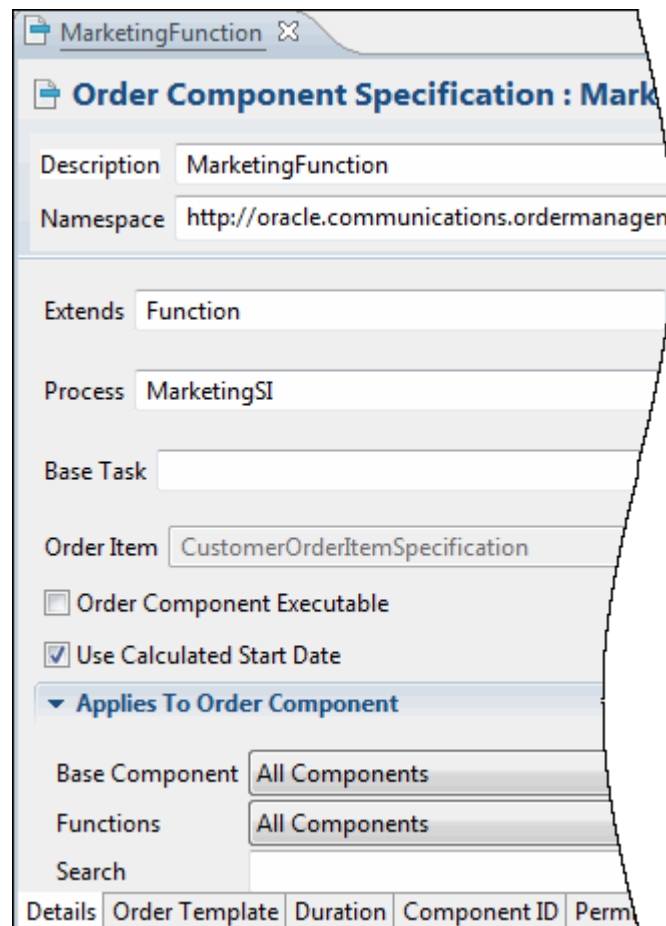 MarketingFunction
Order Component Specification : Mark
Description MarketingFunction
Namespace http://oracle.communications.ordermanagem
Extends Function
Process MarketingSI
Base Task
Order Item CustomerOrderItemSpecification
Order Component Executable
Use Calculated Start Date
Applies To Order Component
Base Component All Components
Functions All Components
Search
Details Order Template Duration Component ID Permi